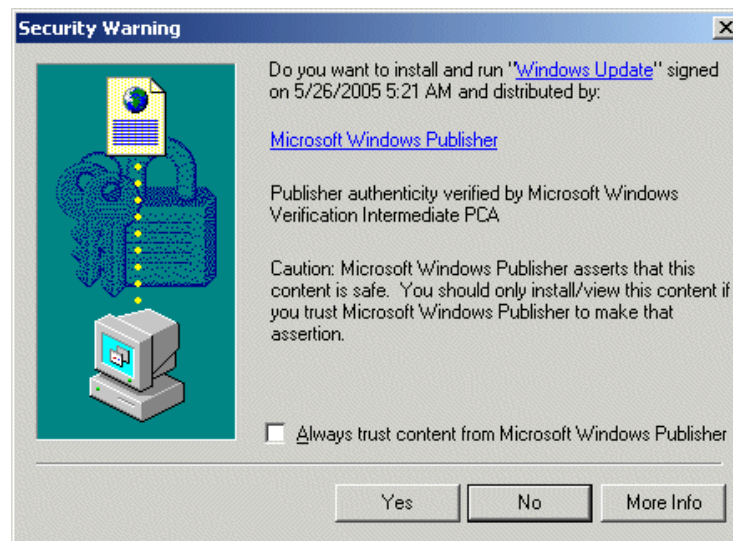 Security Warning
Do you want to install and run "Windows Update" signed
on 5/26/2005 5:21 AM and distributed by:
Microsoft Windows Publisher
Publisher authenticity verified by Microsoft Windows
Verification Intermediate PCA
Caution: Microsoft Windows Publisher asserts that this
content is safe. You should only install/view this content if
you trust Microsoft Windows Publisher to make that
assertion.
Always trust content from Microsoft Windows Publisher
Yes No More Info